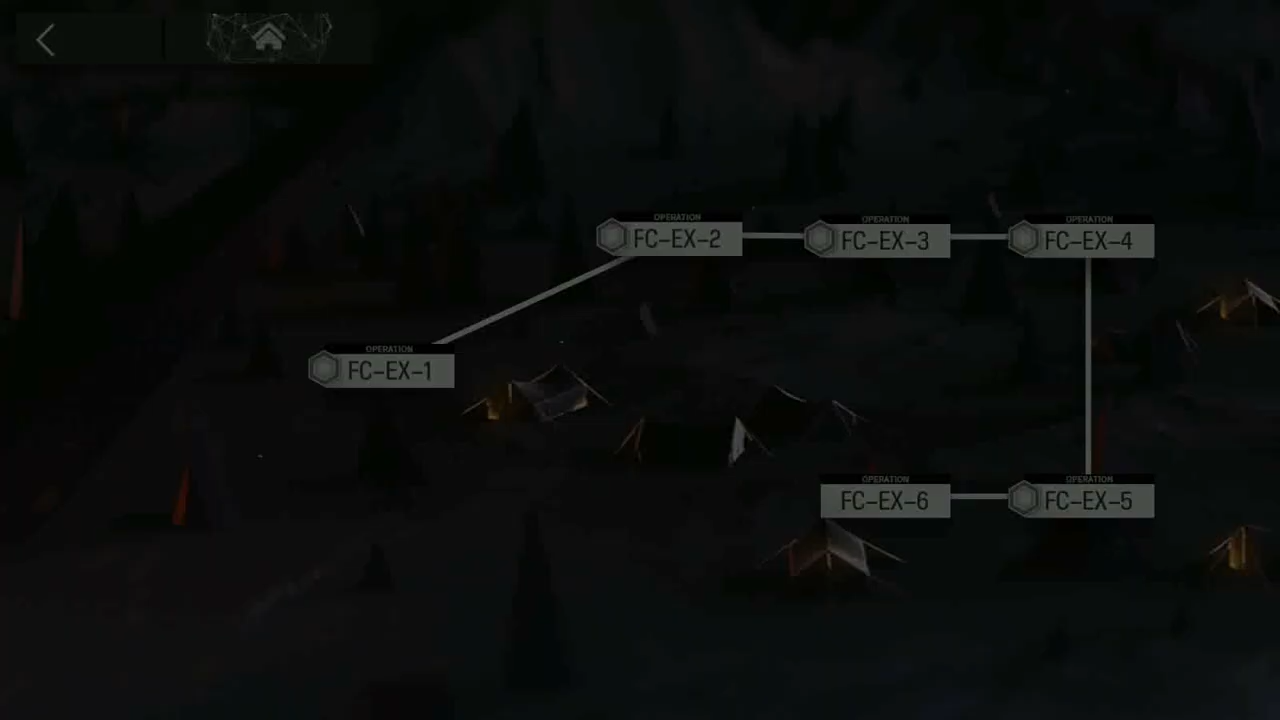 OPERATION
FC-EX-2
OPERATION
FC-EX-3
OPERATION
FC-EX-4
OPERATION
FC-EX-1
OPERATION
FC-EX-6
OPERATION
FC-EX-5